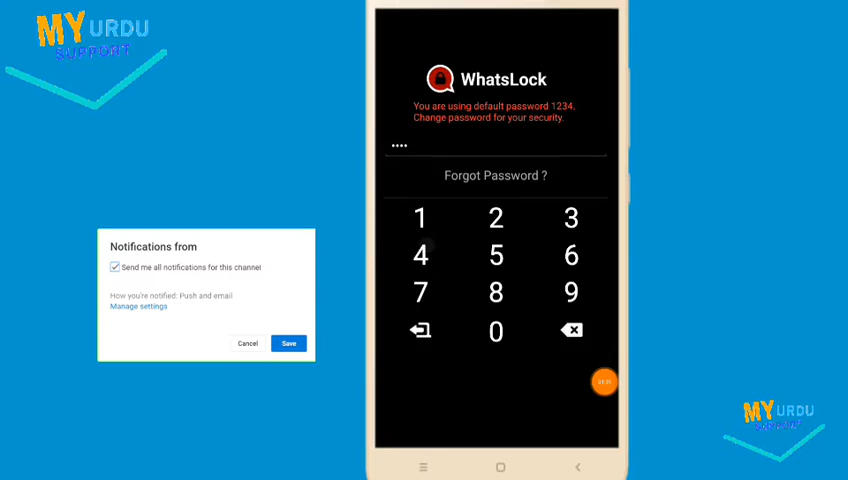 MY URDU
SUPPORT
WhatsLock
You are using default password 1234.
Change password for your security.
••••
Forgot Password ?
1 2 3
4 5 6
7 8 9
0
Notifications from
Send me all notifications for this channel
How you're notified: Push and email
Manage settings
Cancel Save
MY URDU
SUPPORT